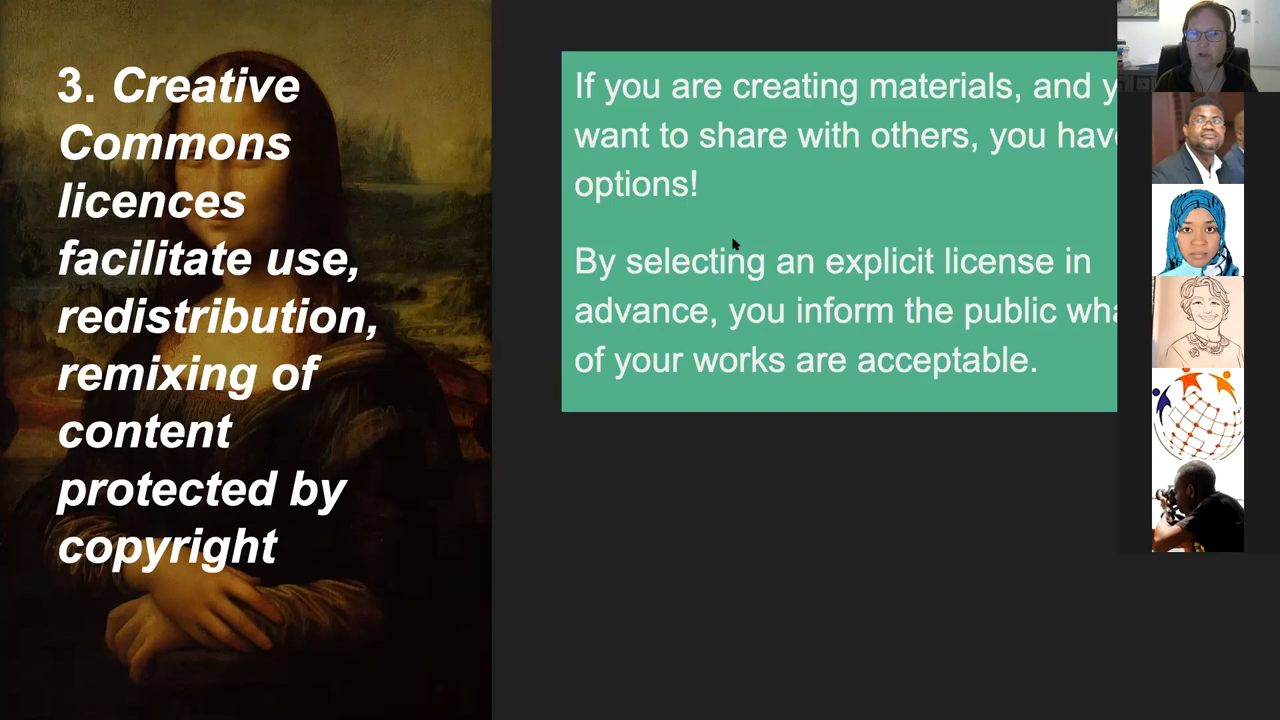 3. Creative
Commons
licences
facilitate use,
redistribution,
remixing of
content
protected by
copyright
If you are creating materials, and
want to share with others, you
options!
By selecting an explicit license in
advance, you inform the public
of your works are acceptable.